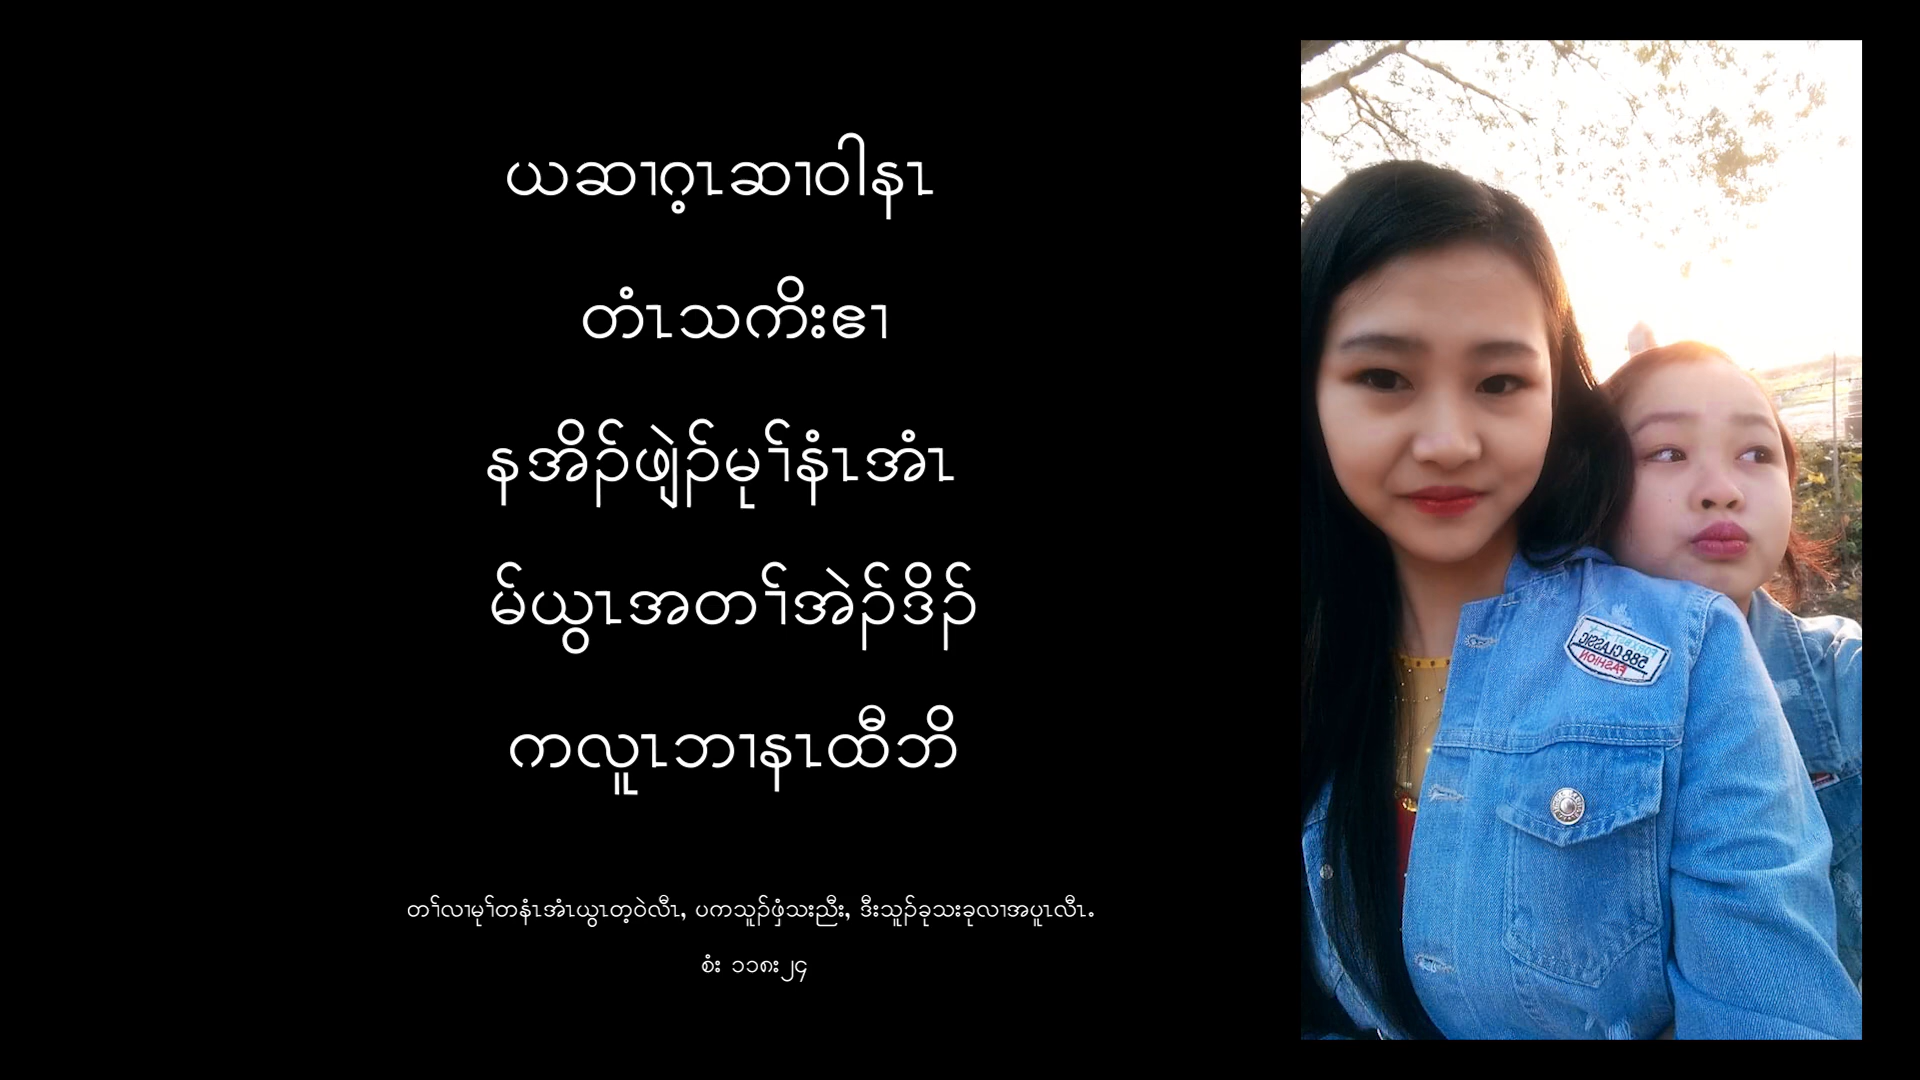 ယဆၢဂ့ၤဆၢဝါနၤ
တံၤသကိးဧၢ
နအိၣ်ဖျဲၣ်မုၢ်နံၤအံၤ
မ်ယွၤအတၢ်အဲၣ်ဒိၣ်
ကလူၤဘၢနၤထီဘိ
တၢ်လၢမုၢ်တနံၤအံၤယွၤတ့ဝဲလီၤ, ပကသူၣ်ဖှံသးညီး, ဒီးသူၣ်ခုသးခုလၢအပူၤလီၤ.
စံး ၁၁၈း၂၄
588 CLASSIC
FASHION